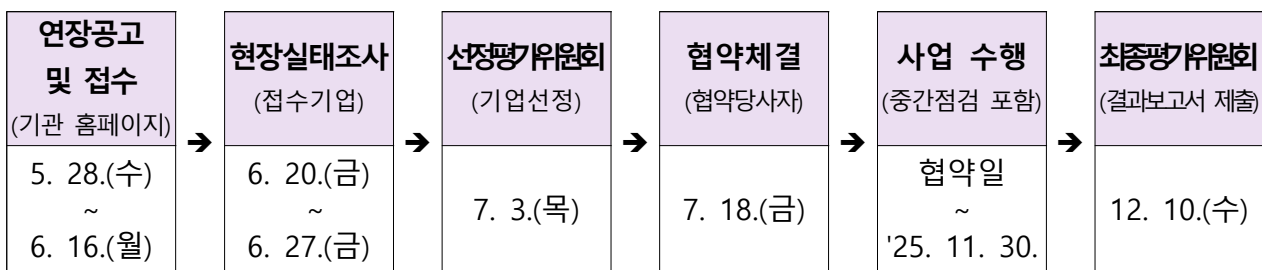 연장공고
및 접수
(기관 홈페이지)
5. 28.(수)
~
6. 16.(월)
➔
현장실태조사
(접수기업)
6. 20.(금)
~
6. 27.(금)
➔
선정평가위원회
(기업선정)
7. 3.(목)
➔
협약체결
(협약당사자)
7. 18.(금)
➔
사업 수행
(중간점검 포함)
협약일
~
'25. 11. 30.
➔
최종평가위원회
(결과보고서 제출)
12. 10.(수)